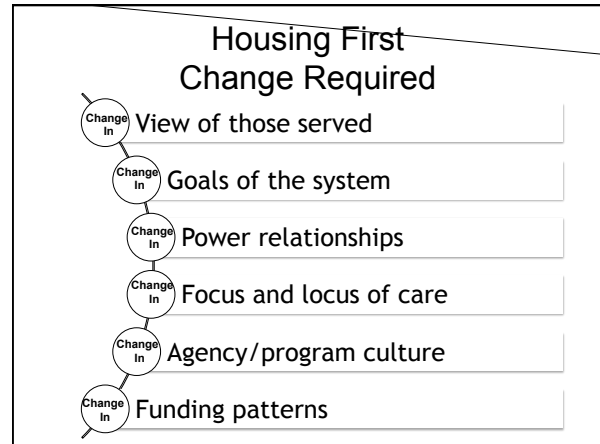 Housing First
Change Required
Change
In
View of those served
Change
In
Goals of the system
Change
In
Power relationships
Change
In
Focus and locus of care
Change
In
Agency/program culture
Change
In
Funding patterns